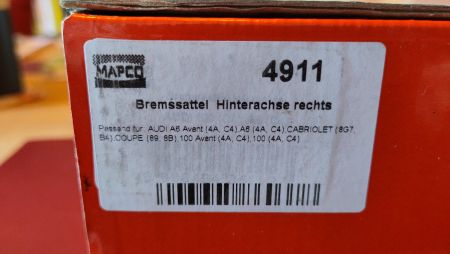 MAPCO
4911
Bremssattel Hinterachse rechts
Passend für: AUDI A6 Avant (4A, C4),A6 (4A, C4),CABRIOLET (8G7,
B4),COUPE (89, 8B),100 Avant (4A, C4),100 (4A, C4)